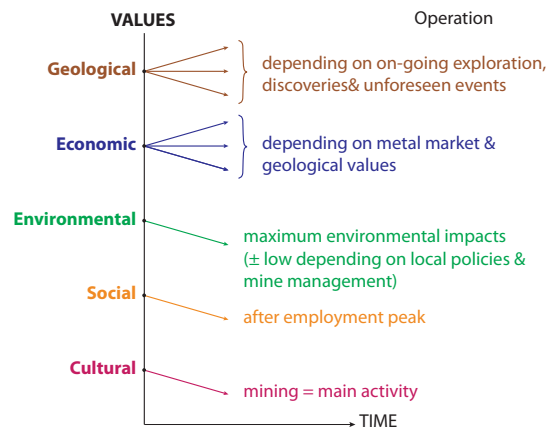 VALUES
Operation
Geological
depending on on-going exploration,
discoveries& unforeseen events
Economic
depending on metal market &
geological values
Environmental
maximum environmental impacts
(± low depending on local policies &
mine management)
Social
after employment peak
Cultural
mining = main activity
TIME